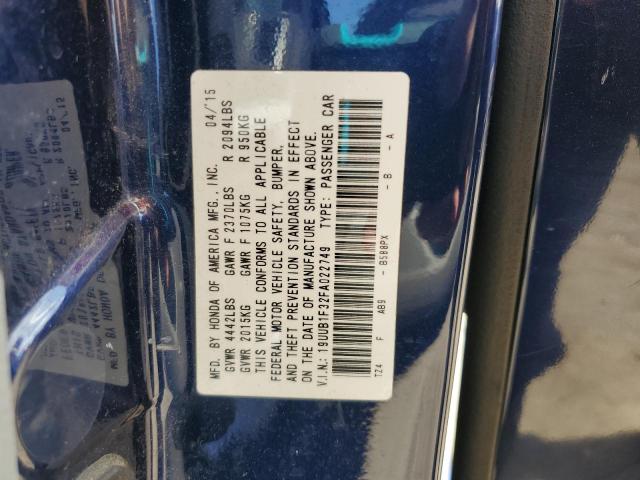 MFD. BY HONDA OF AMERICA MFG., INC. 04/'15
GVWR 4442LBS GAWR F 2370LBS R 2094LBS
GVWR 2015KG GAWR F 1075KG R 950KG
THIS VEHICLE CONFORMS TO ALL APPLICABLE
FEDERAL MOTOR VEHICLE SAFETY, BUMPER,
AND THEFT PREVENTION STANDARDS IN EFFECT
ON THE DATE OF MANUFACTURE SHOWN ABOVE.
V.I.N.: 19UUB1F32FA022749 TYPE: PASSENGER CAR
TZ4 F AB9 - B588PX - B - A